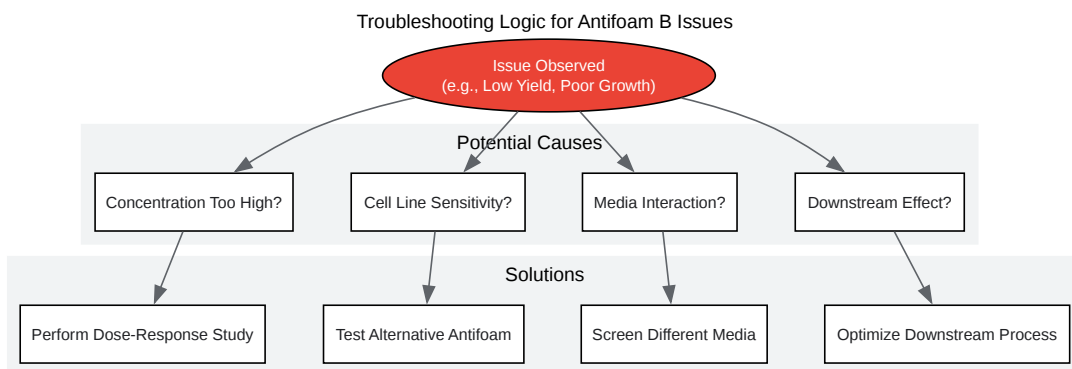 Troubleshooting Logic for Antifoam B Issues
Issue Observed
(e.g., Low Yield, Poor Growth)
Potential Causes
Concentration Too High?
Cell Line Sensitivity?
Media Interaction?
Downstream Effect?
Solutions
Perform Dose-Response Study
Test Alternative Antifoam
Screen Different Media
Optimize Downstream Process